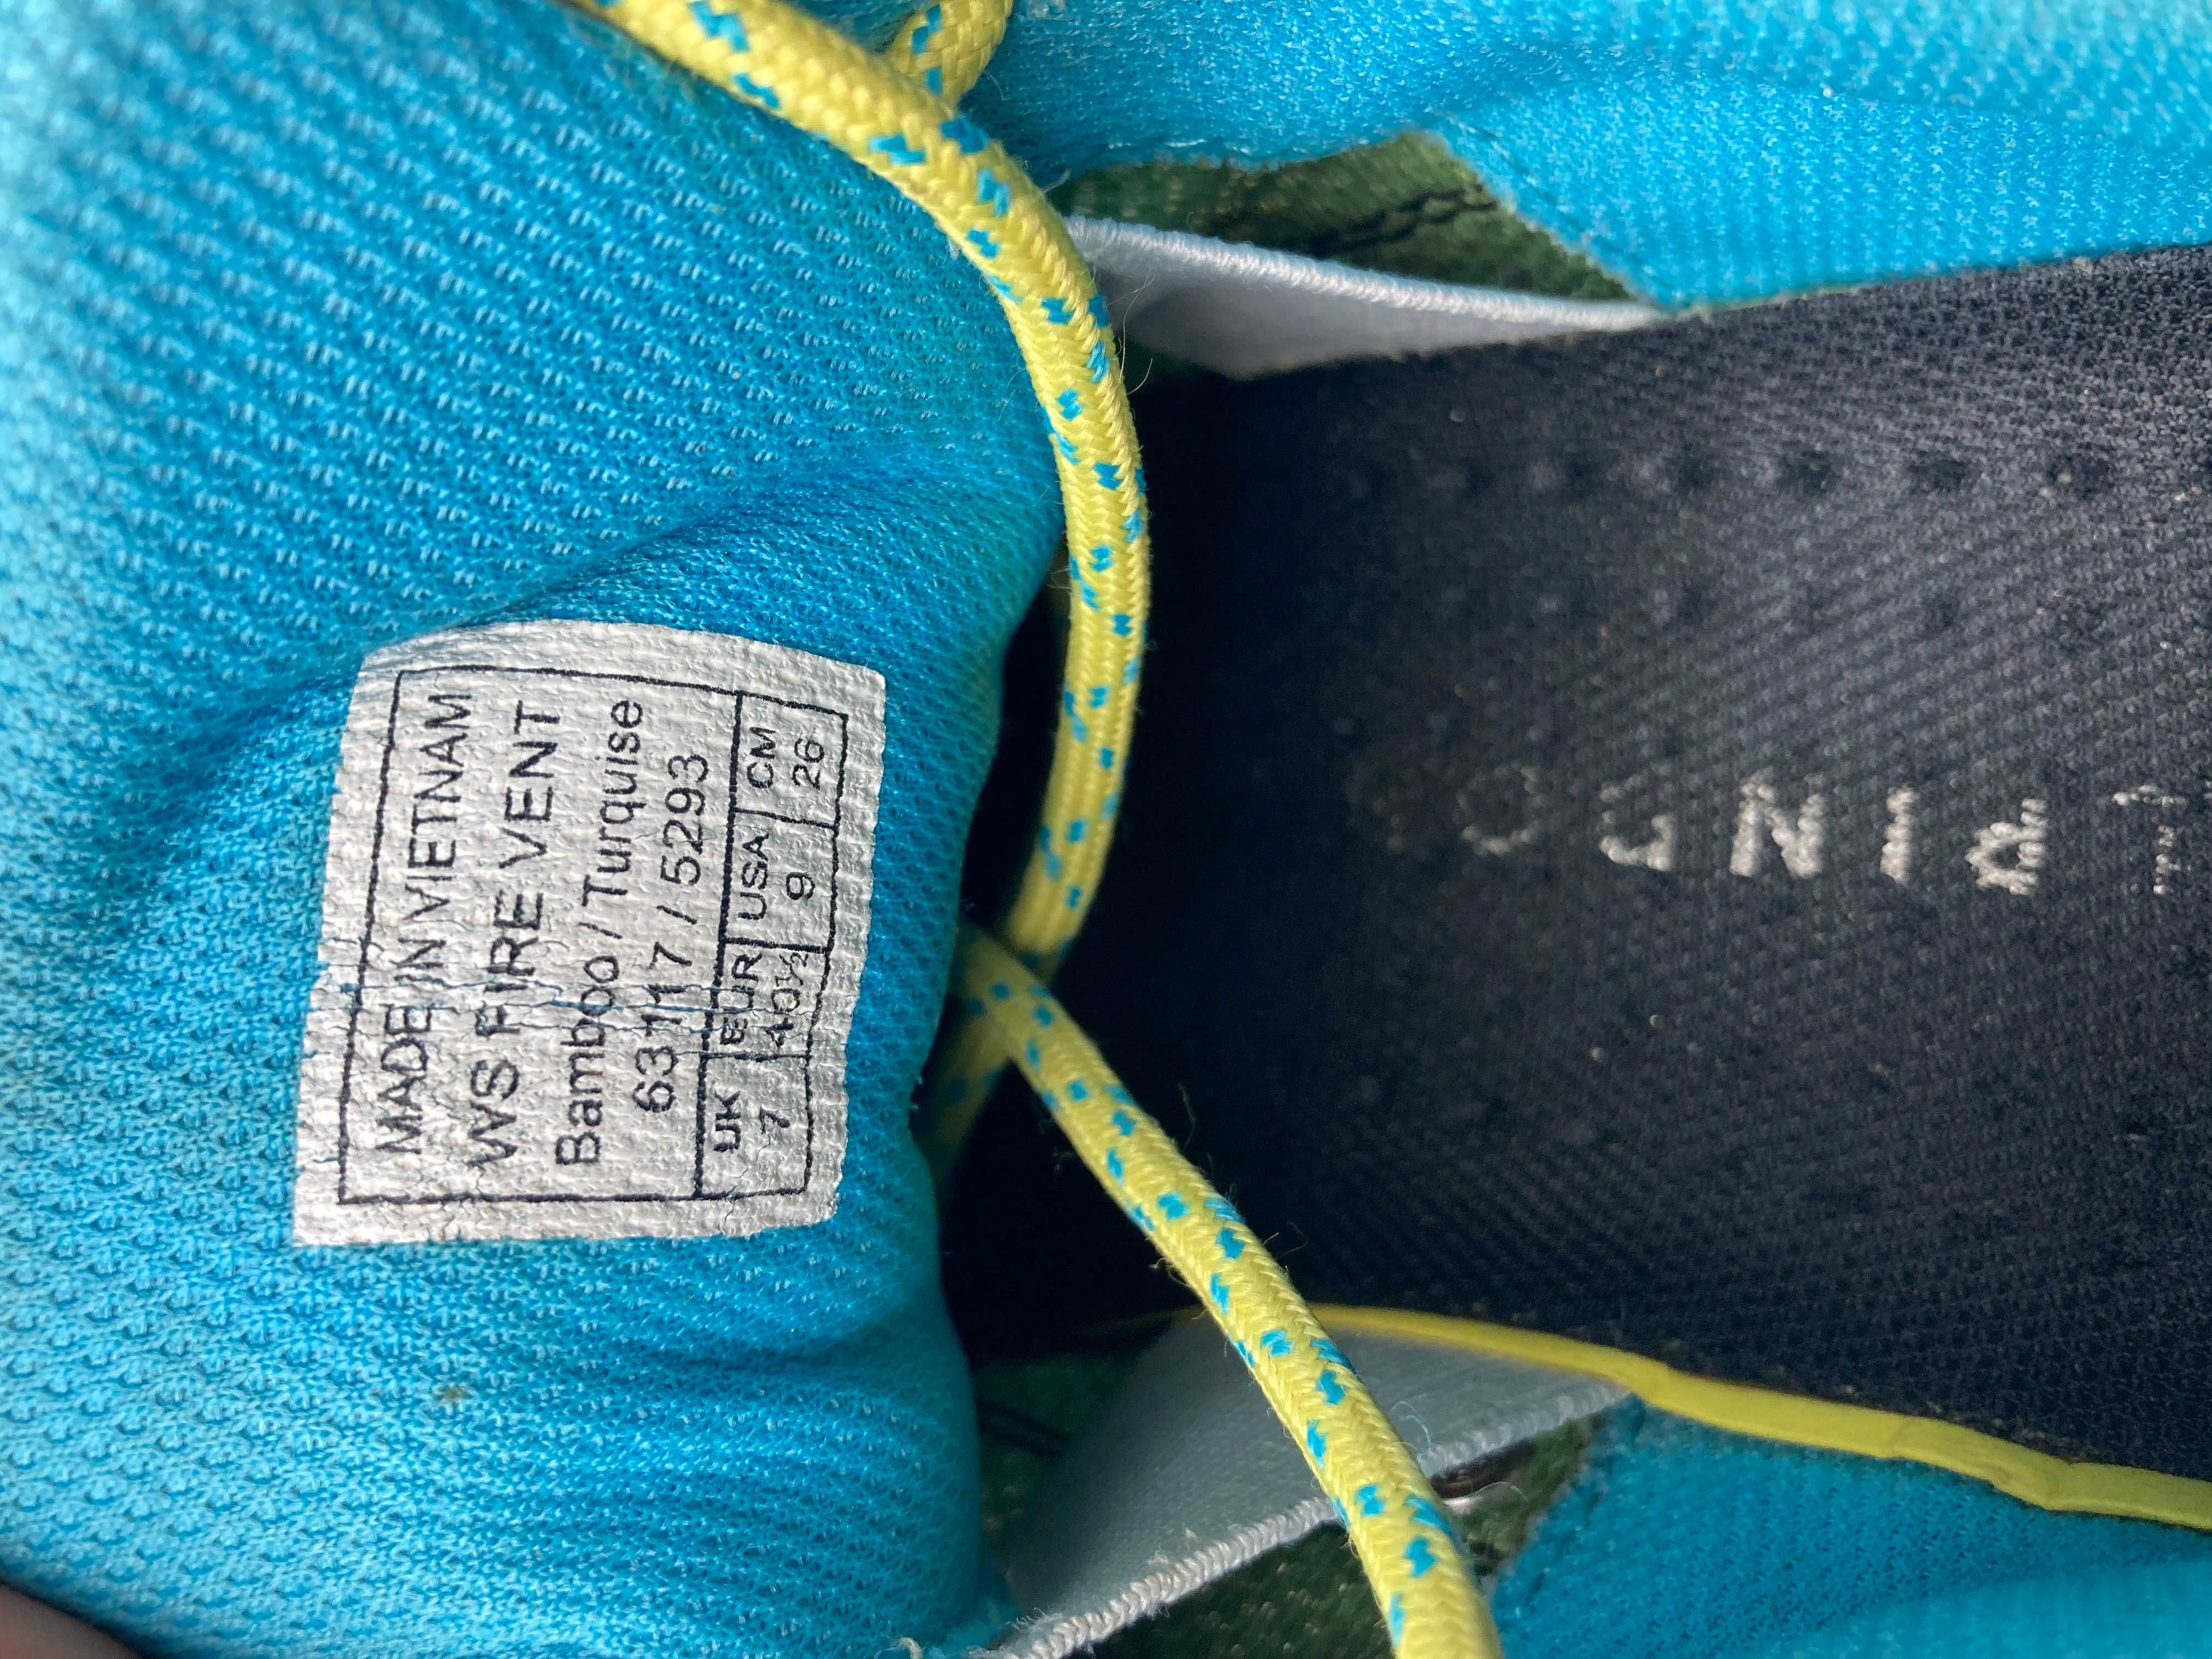 MADE IN VIETNAM
WS FIRE VENT
Bamboo / Turquise
63117 / 5293
UK EUR USA CM
7 40½ 9 26